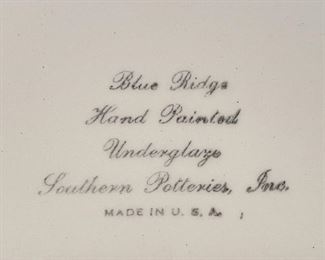 Blue Ridge
Hand Painted
Underglaze
Southern Potteries, Inc.
MADE IN U. S. A.